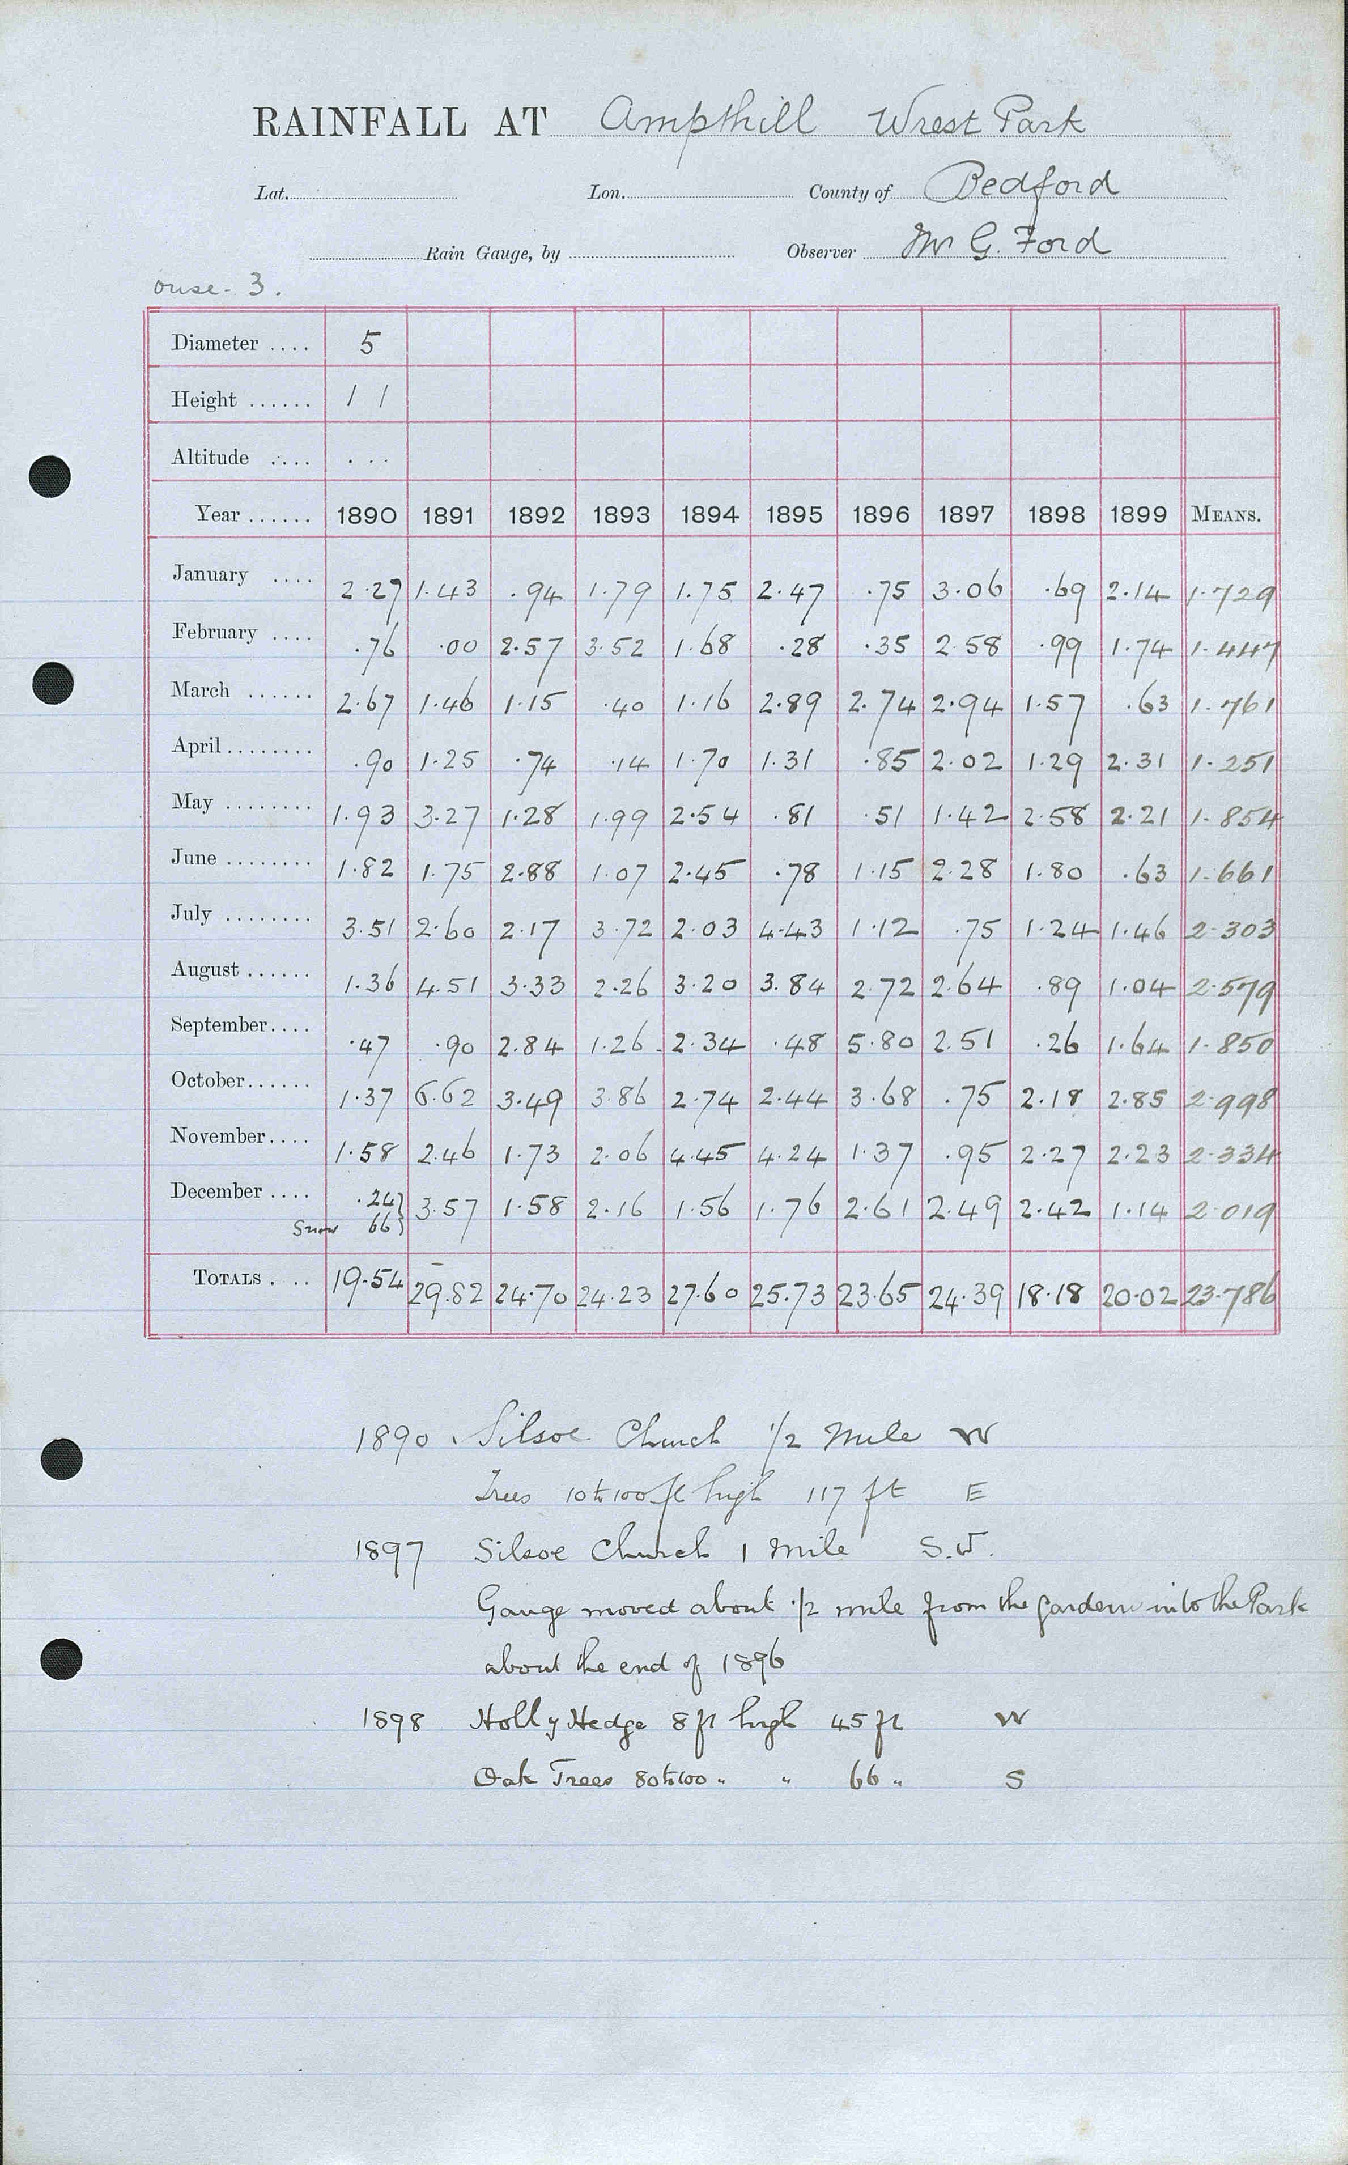 RAINFALL AT Ampthill Wrest Park
Lat. Lon. County of Bedford
Rain Gauge, by Observer Mr G. Ford
ouse - 3.
Diameter .... 5
Height ...... 1 1
Altitude .... ...
Year ...... 1890 1891 1892 1893 1894 1895 1896 1897 1898 1899 MEANS.
January .... 2.27 1.43 .94 1.79 1.75 2.47 .75 3.06 .69 2.14 1.729
February .... .76 .00 2.57 3.52 1.68 .28 .35 2.58 .99 1.74 1.447
March ...... 2.67 1.46 1.15 .40 1.16 2.89 2.74 2.94 1.57 .63 1.761
April ........ .90 1.25 .74 .14 1.70 1.31 .85 2.02 1.29 2.31 1.251
May ........ 1.93 3.27 1.28 1.99 2.54 .81 .51 1.42 2.58 2.21 1.854
June ........ 1.82 1.75 2.88 1.07 2.45 .78 1.15 2.28 1.80 .63 1.661
July ........ 3.51 2.60 2.17 3.72 2.03 4.43 1.12 .75 1.24 1.46 2.303
August ...... 1.36 4.51 3.33 2.26 3.20 3.84 2.72 2.64 .89 1.04 2.579
September.... .47 .90 2.84 1.26 2.34 .48 5.80 2.51 .26 1.64 1.850
October...... 1.37 6.62 3.49 3.86 2.74 2.44 3.68 .75 2.18 2.85 2.998
November.... 1.58 2.46 1.73 2.06 4.45 4.24 1.37 .95 2.27 2.23 2.334
December .... .24} 3.57 1.58 2.16 1.56 1.76 2.61 2.49 2.42 1.14 2.019
Snow 66}
TOTALS . .. 19.54 29.82 24.70 24.23 27.60 25.73 23.65 24.39 18.18 20.02 23.786
1890. Silsoe Church 1/2 Mile W
Trees 10 to 100 ft high 117 ft E
1897 Silsoe Church 1 Mile S.W.
Gauge moved about 1/2 mile from the garden into the Park
about the end of 1896
1898 Holly Hedge 8 ft high 45 ft W
Oak Trees 80 to 100 " " 66 " S